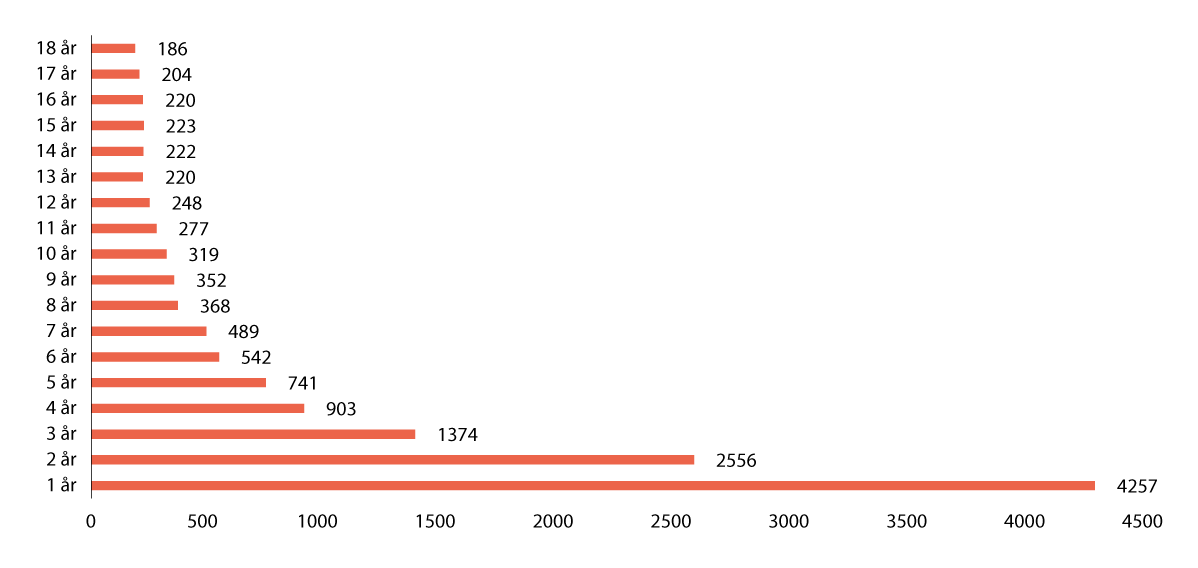 18 år 186
17 år 204
16 år 220
15 år 223
14 år 222
13 år 220
12 år 248
11 år 277
10 år 319
9 år 352
8 år 368
7 år 489
6 år 542
5 år 741
4 år 903
3 år 1374
2 år 2556
1 år 4257
0 500 1000 1500 2000 2500 3000 3500 4000 4500